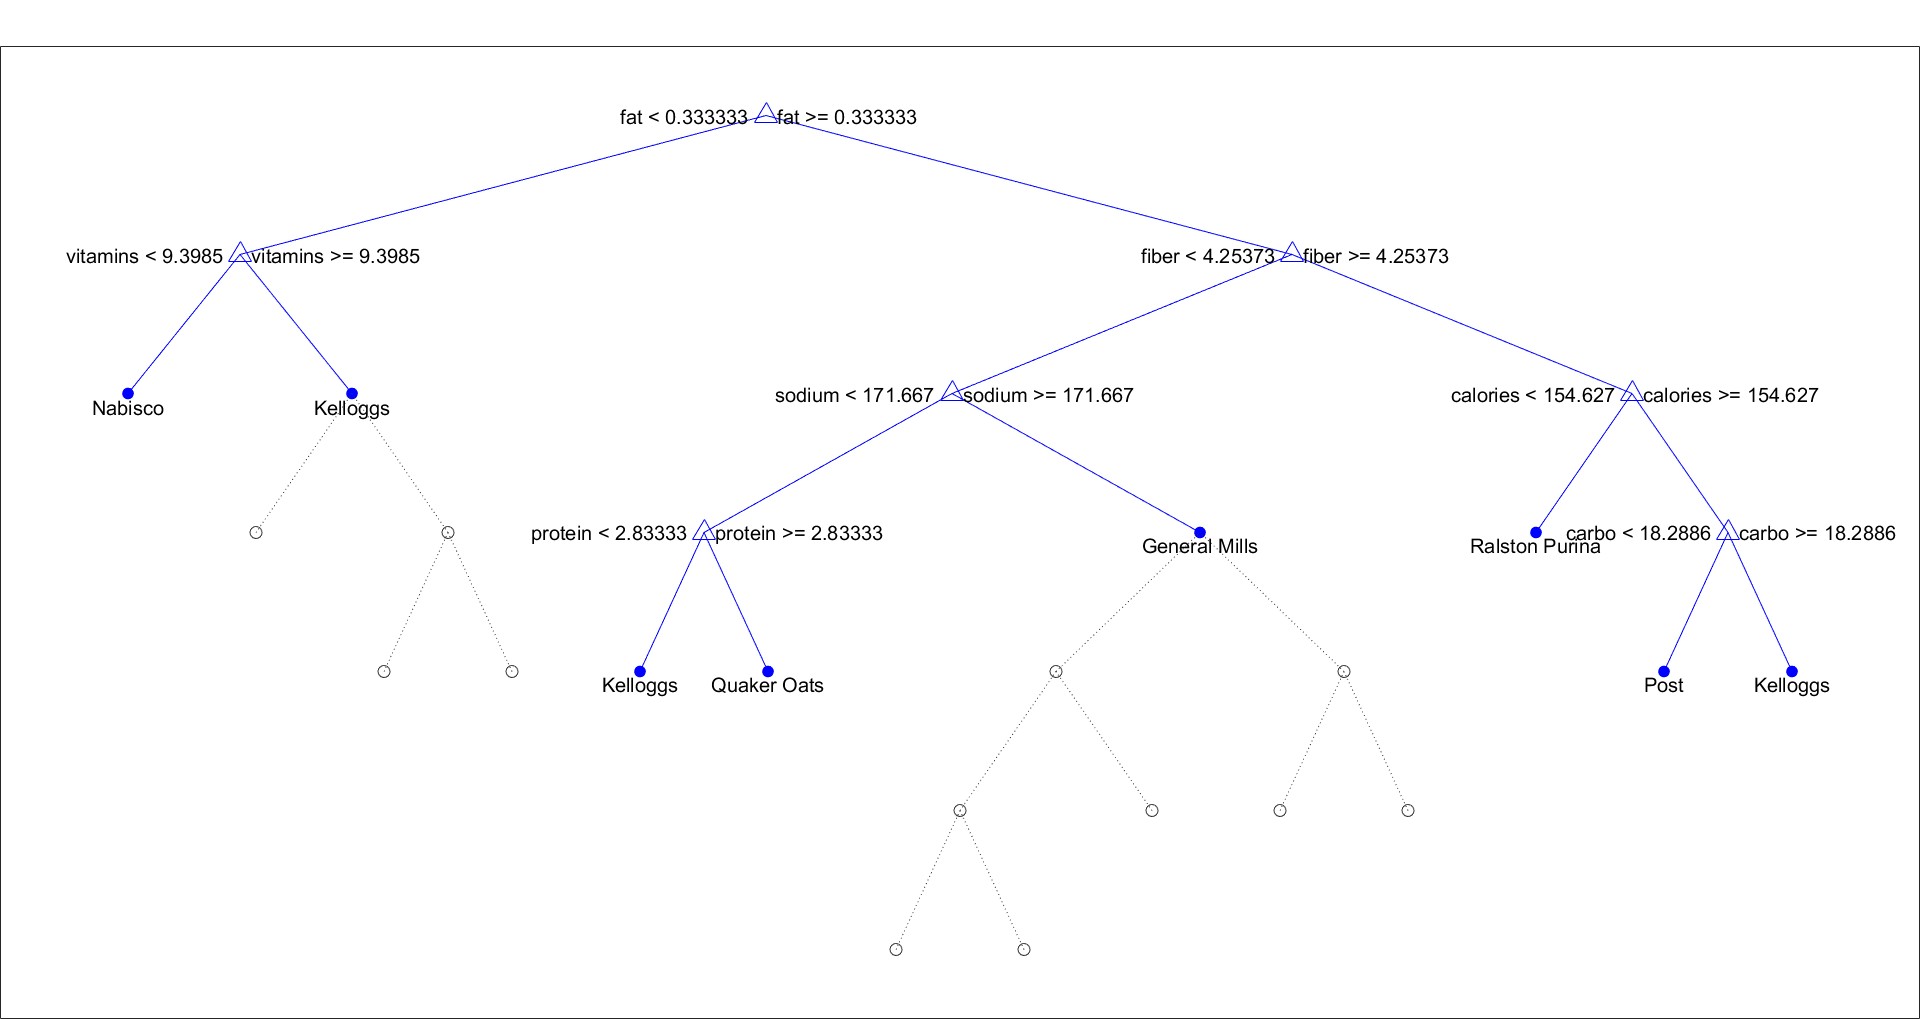 fat < 0.333333 fat >= 0.333333
vitamins < 9.3985 vitamins >= 9.3985
fiber < 4.25373 fiber >= 4.25373
Nabisco
Kelloggs
sodium < 171.667 sodium >= 171.667
calories < 154.627 calories >= 154.627
protein < 2.83333 protein >= 2.83333
General Mills
Ralston Purina
carbo < 18.2886 carbo >= 18.2886
Kelloggs
Quaker Oats
Post
Kelloggs